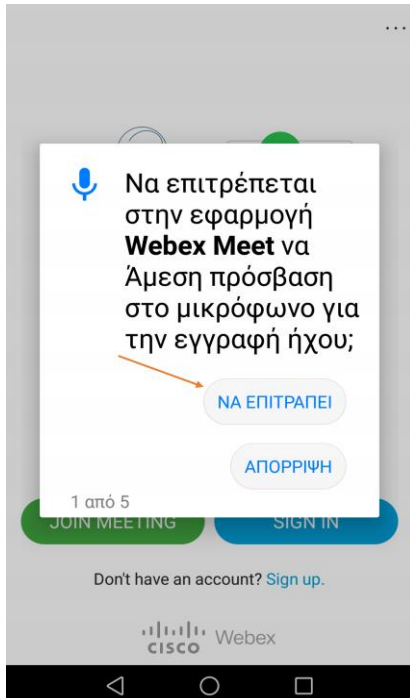 ...
Να επιτρέπεται
στην εφαρμογή
Webex Meet να
Άμεση πρόσβαση
στο μικρόφωνο για
την εγγραφή ήχου;
ΝΑ ΕΠΙΤΡΑΠΕΙ
ΑΠΟΡΡΙΨΗ
1 από 5
JOIN MEETING
SIGN IN
Don't have an account? Sign up.
CISCO Webex